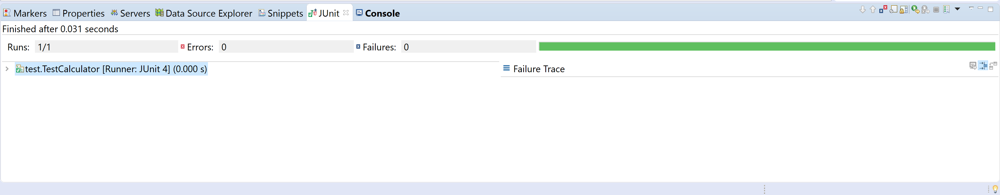 Markers Properties Servers Data Source Explorer Snippets JUnit Console
Finished after 0.031 seconds
Runs: 1/1 Errors: 0 Failures: 0
test.TestCalculator [Runner: JUnit 4] (0.000 s) Failure Trace